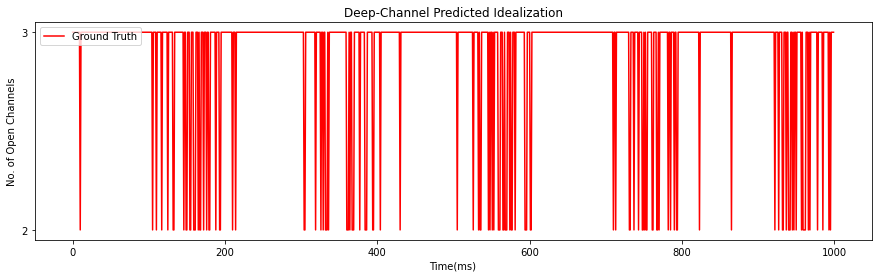 Deep-Channel Predicted Idealization
Ground Truth
No. of Open Channels
3
2
0
200
400
600
800
1000
Time(ms)